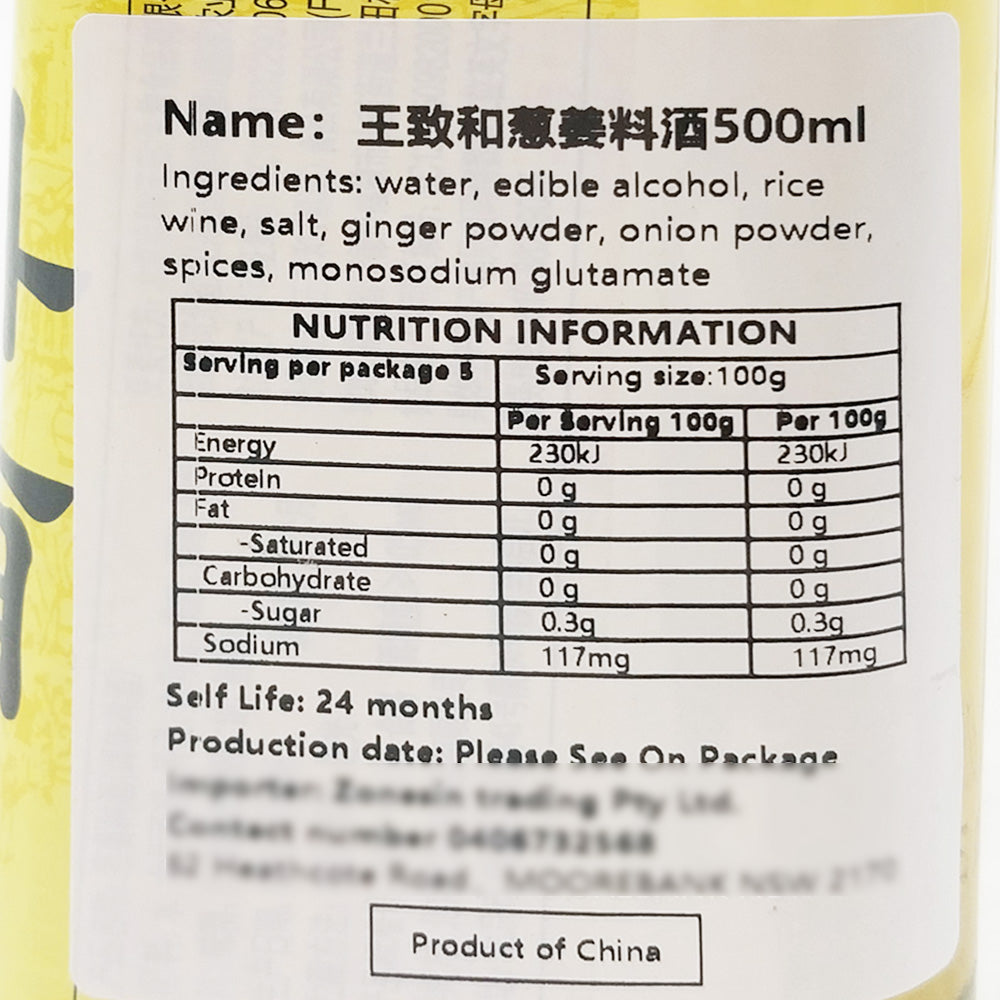 Name: 王致和蔥姜料酒500ml
Ingredients: water, edible alcohol, rice
wine, salt, ginger powder, onion powder,
spices, monosodium glutamate
NUTRITION INFORMATION
Serving per package 5 Serving size:100g
Per Serving 100g Per 100g
Energy 230kJ 230kJ
Protein 0 g 0 g
Fat 0 g 0 g
-Saturated 0 g 0 g
Carbohydrate 0 g 0 g
-Sugar 0.3g 0.3g
Sodium 117mg 117mg
Self Life: 24 months
Production date: Please See On Package
Product of China